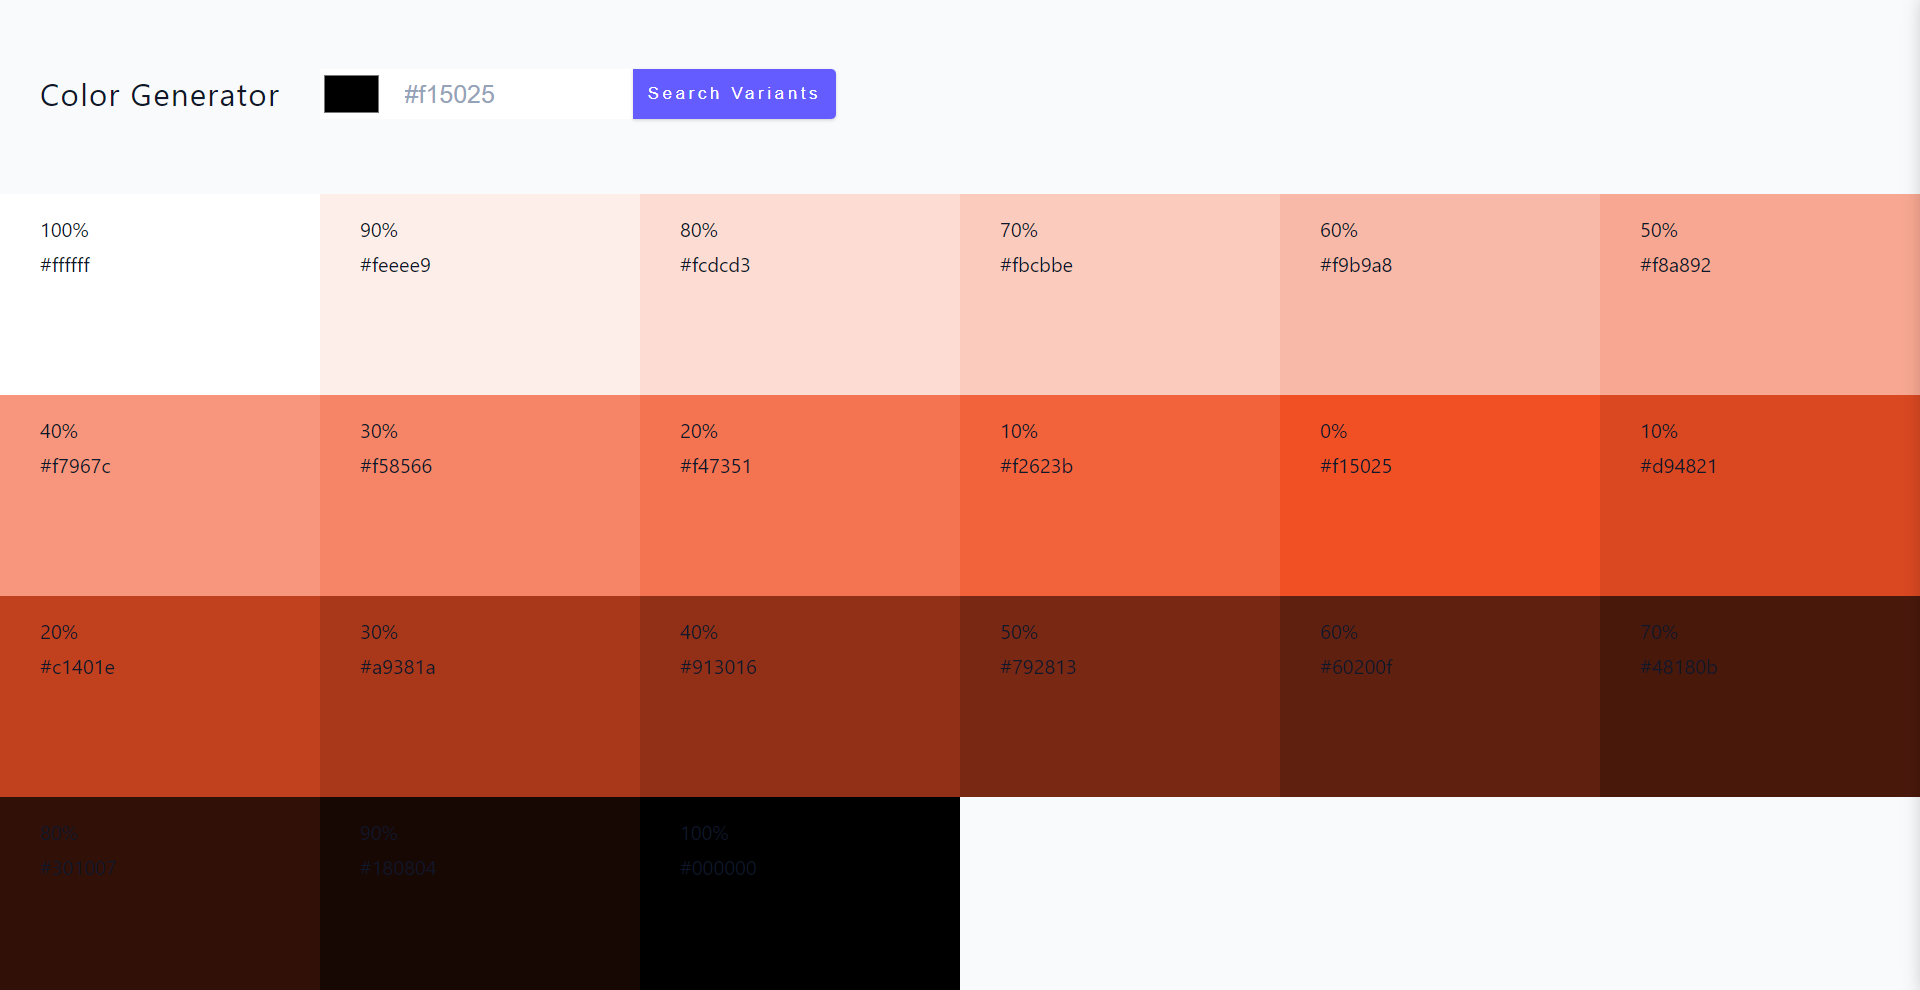 Color Generator
#f15025
Search Variants
100%
#ffffff
90%
#feeee9
80%
#fcdcd3
70%
#fbcbbe
60%
#f9b9a8
50%
#f8a892
40%
#f7967c
30%
#f58566
20%
#f47351
10%
#f2623b
0%
#f15025
10%
#d94821
20%
#c1401e
30%
#a9381a
40%
#913016
50%
#792813
60%
#60200f
70%
#48180b
80%
#301007
90%
#180804
100%
#000000